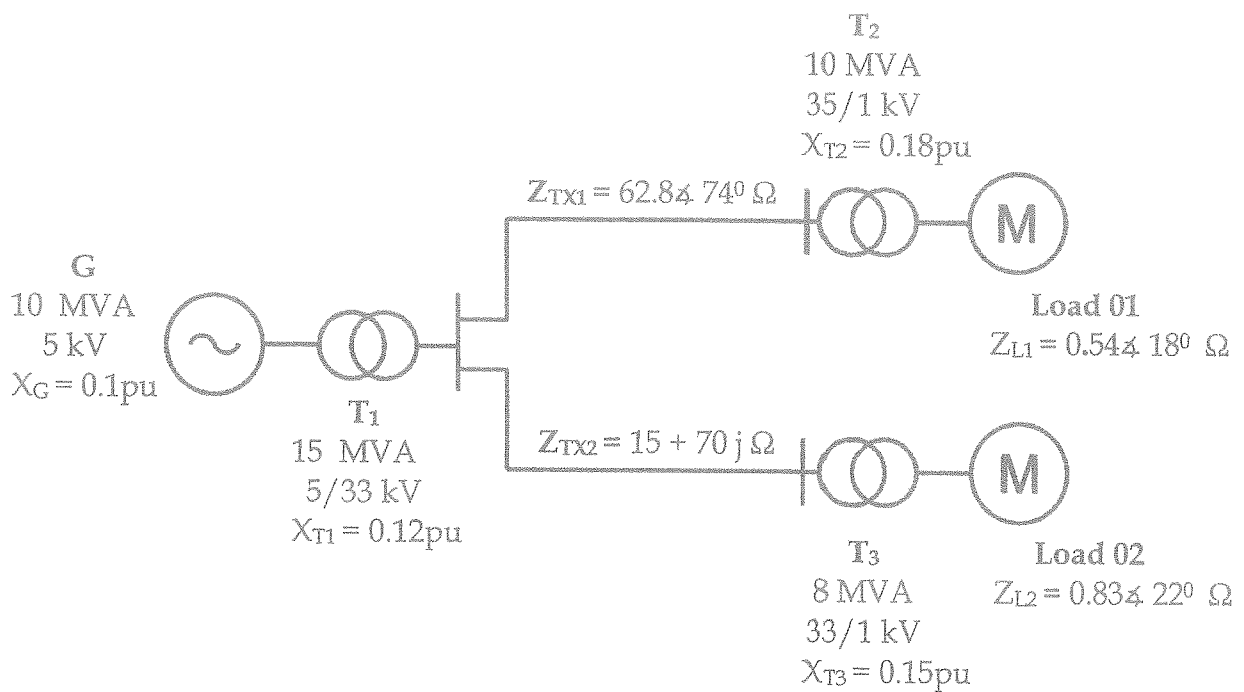 T₂
10 MVA
35/1 kV
X_T2 = 0.18pu
Z_TX1 = 62.8∡ 74⁰ Ω
M
G
10 MVA
5 kV
X_G = 0.1pu
Load 01
Z_L1 = 0.54∡ 18⁰ Ω
T₁
15 MVA
5/33 kV
X_T1 = 0.12pu
Z_TX2 = 15 + 70 j Ω
M
T₃
8 MVA
33/1 kV
X_T3 = 0.15pu
Load 02
Z_L2 = 0.83∡ 22⁰ Ω